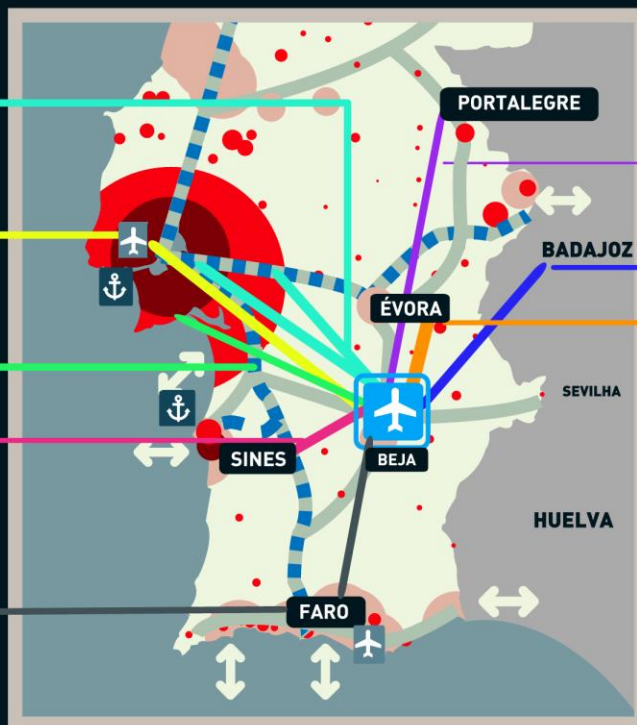 PORTALEGRE
BADAJOZ
ÉVORA
SEVILHA
BEJA
SINES
HUELVA
FARO